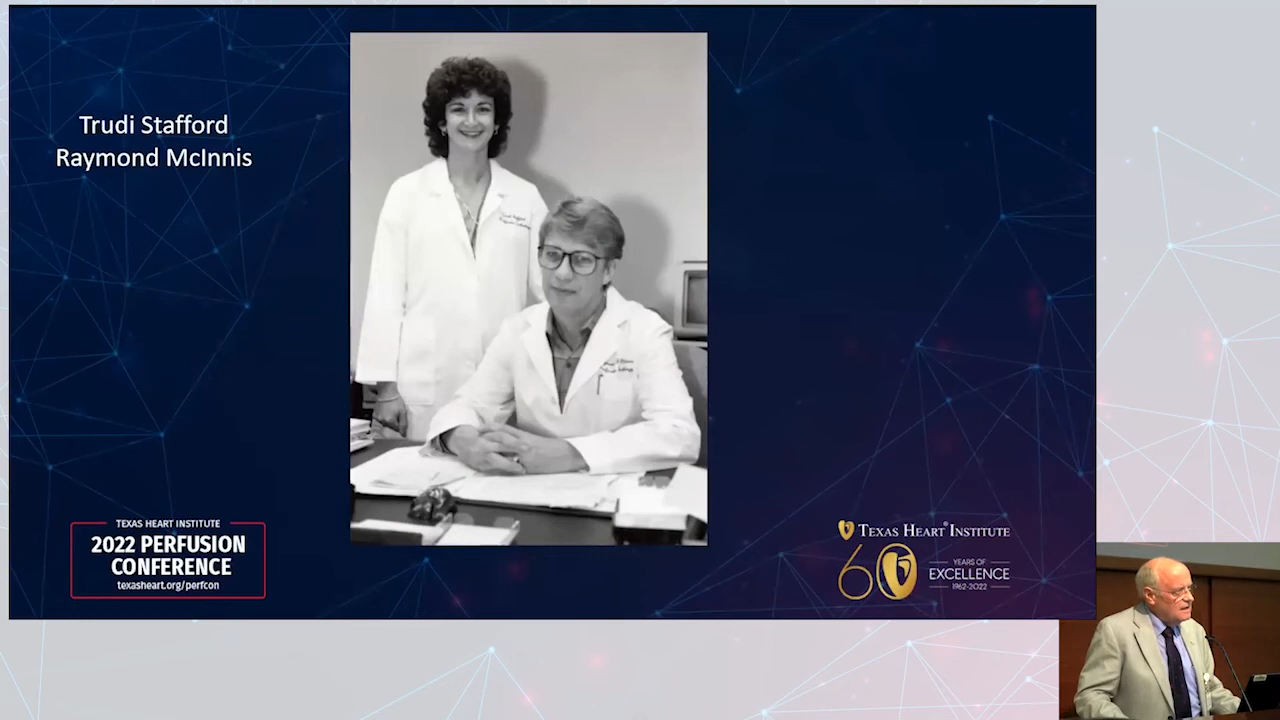 Trudi Stafford
Raymond McInnis
TEXAS HEART INSTITUTE
2022 PERFUSION
CONFERENCE
texasheart.org/perfcon
TEXAS HEART® INSTITUTE
60 YEARS OF
EXCELLENCE
1962-2022